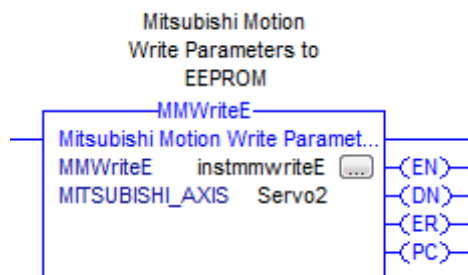 Mitsubishi Motion
Write Parameters to
EEPROM
MMWriteE
Mitsubishi Motion Write Paramet...
MMWriteE instmmwriteE ... (EN)
MITSUBISHI_AXIS Servo2 (DN)
(ER)
(PC)